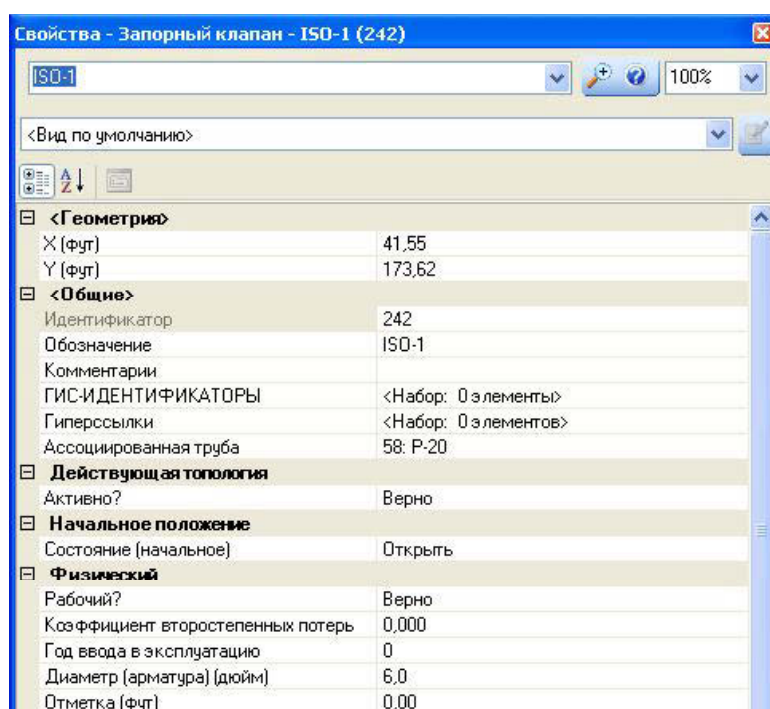 Свойства - Запорный клапан - ISO-1 (242)
ISO-1 100%
<Вид по умолчанию>
<Геометрия>
X (фут) 41,55
Y (фут) 173,62
<Общие>
Идентификатор 242
Обозначение ISO-1
Комментарии
ГИС-ИДЕНТИФИКАТОРЫ <Набор: 0 элементы>
Гиперссылки <Набор: 0 элементов>
Ассоциированная труба 58: P-20
Действующая топология
Активно? Верно
Начальное положение
Состояние (начальное) Открыть
Физический
Рабочий? Верно
Коэффициент второстепенных потерь 0,000
Год ввода в эксплуатацию 0
Диаметр (арматура) (дюйм) 6,0
Отметка (фут) 0,00